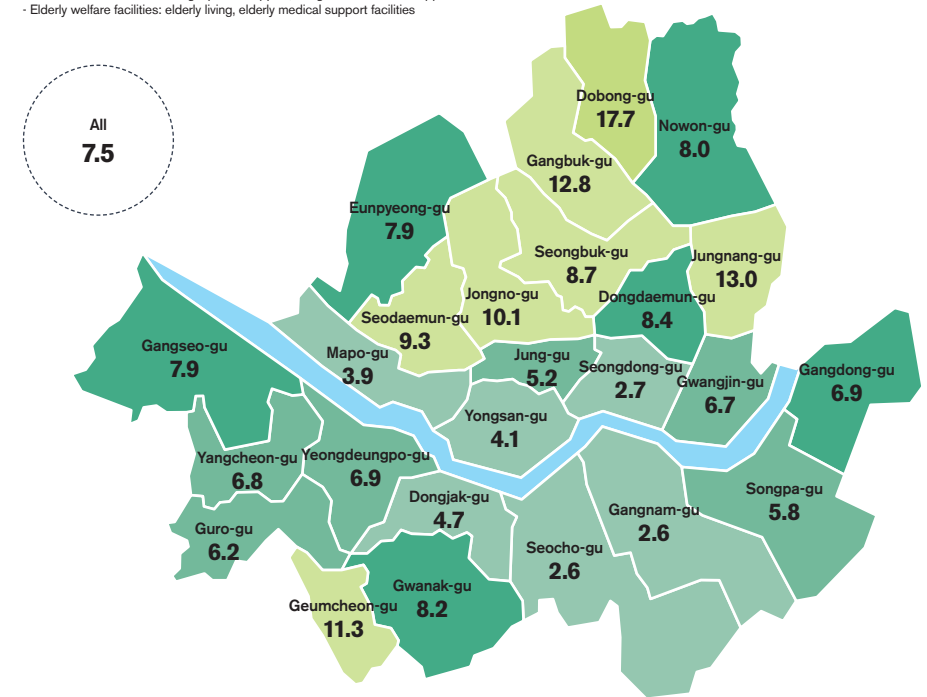 - Elderly welfare facilities: elderly living, elderly medical support facilities
All
7.5
Dobong-gu
17.7
Nowon-gu
8.0
Gangbuk-gu
12.8
Eunpyeong-gu
7.9
Seongbuk-gu
8.7
Jungnang-gu
13.0
Jongno-gu
10.1
Dongdaemun-gu
8.4
Seodaemun-gu
9.3
Gangseo-gu
7.9
Mapo-gu
3.9
Jung-gu
5.2
Seongdong-gu
2.7
Gwangjin-gu
6.7
Gangdong-gu
6.9
Yongsan-gu
4.1
Yangcheon-gu
6.8
Yeongdeungpo-gu
6.9
Dongjak-gu
4.7
Songpa-gu
5.8
Gangnam-gu
2.6
Guro-gu
6.2
Seocho-gu
2.6
Gwanak-gu
8.2
Geumcheon-gu
11.3